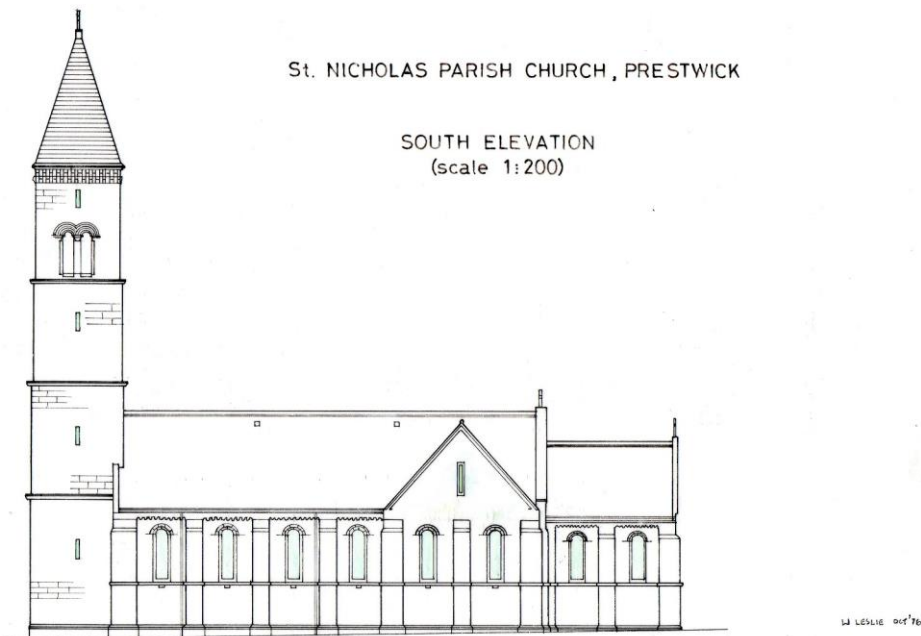 St. NICHOLAS PARISH CHURCH, PRESTWICK
SOUTH ELEVATION
(scale 1:200)
W LESLIE OCT '76